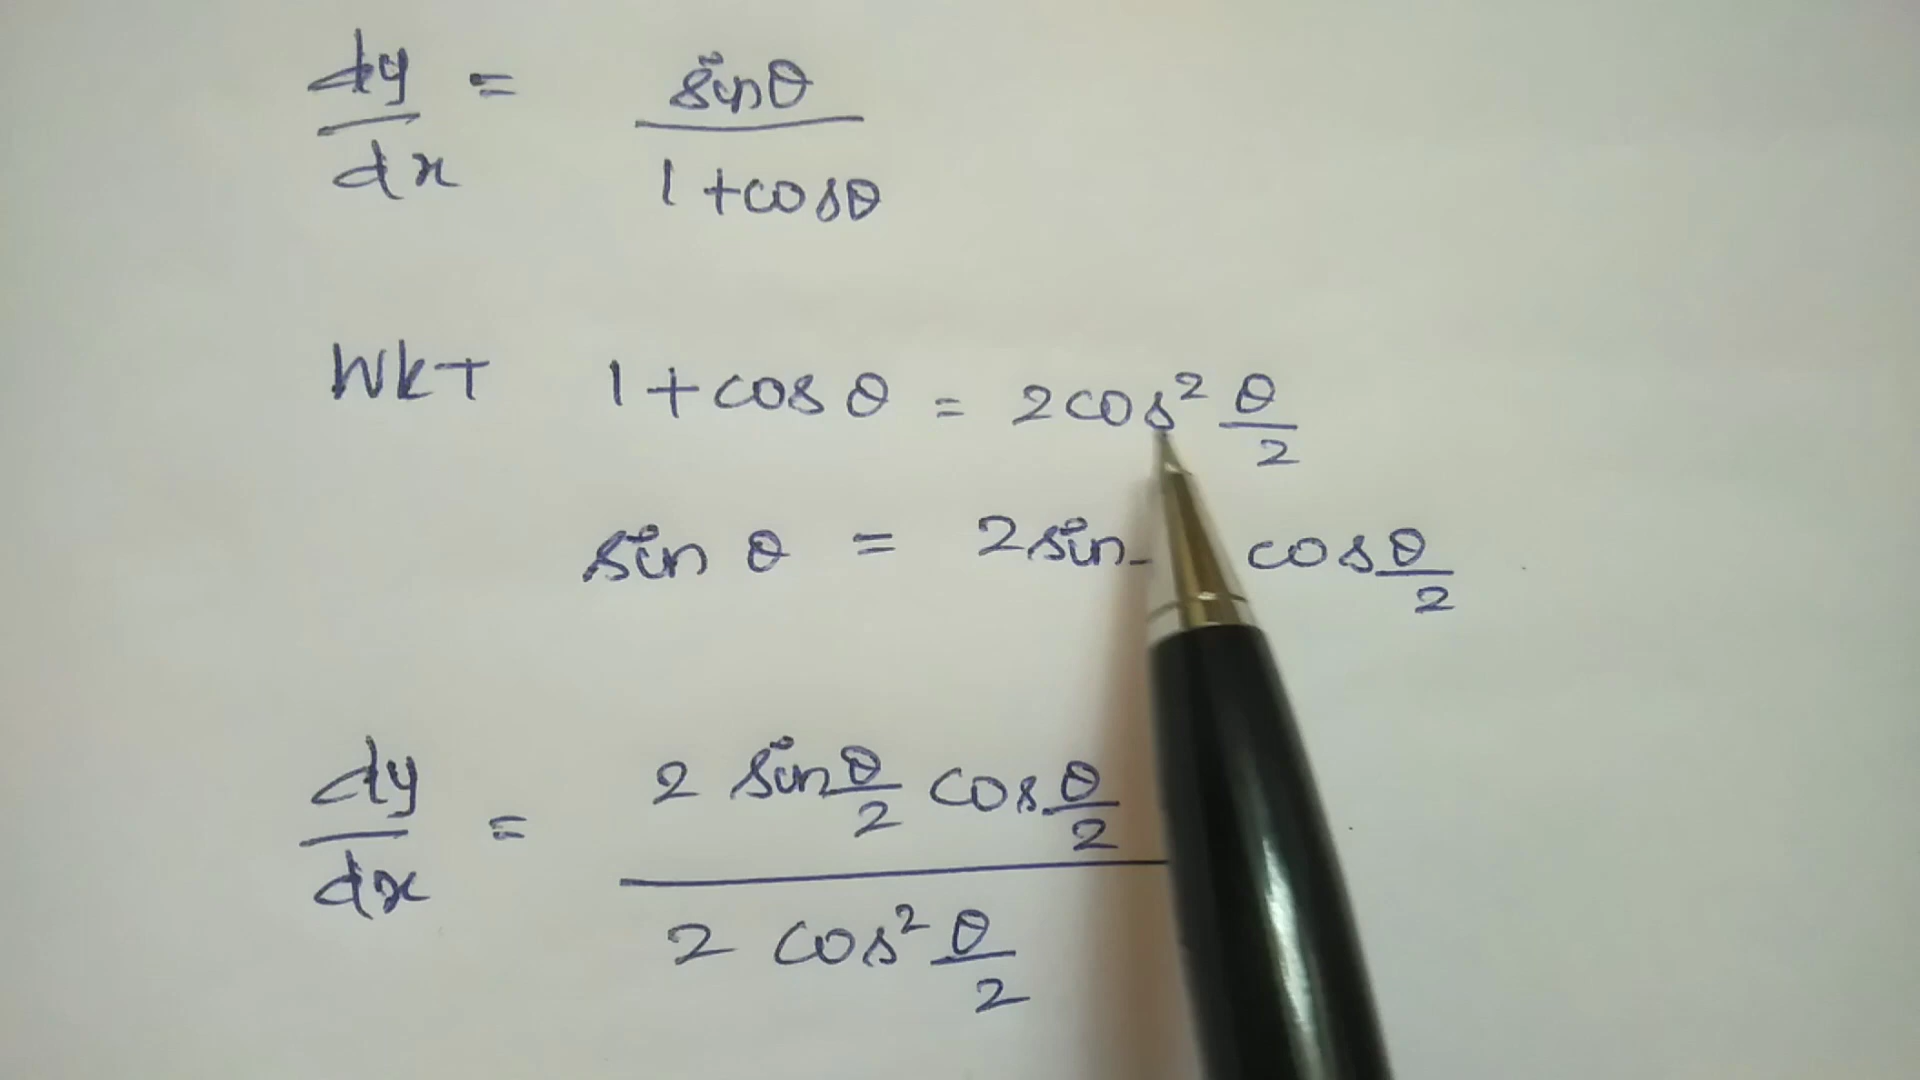 dy/dx = sinθ/(1+cosθ)
WKT 1+cosθ = 2cos² θ/2
sin θ = 2sin cos θ/2
dy/dx = (2 sin θ/2 cos θ/2)/(2 cos² θ/2)